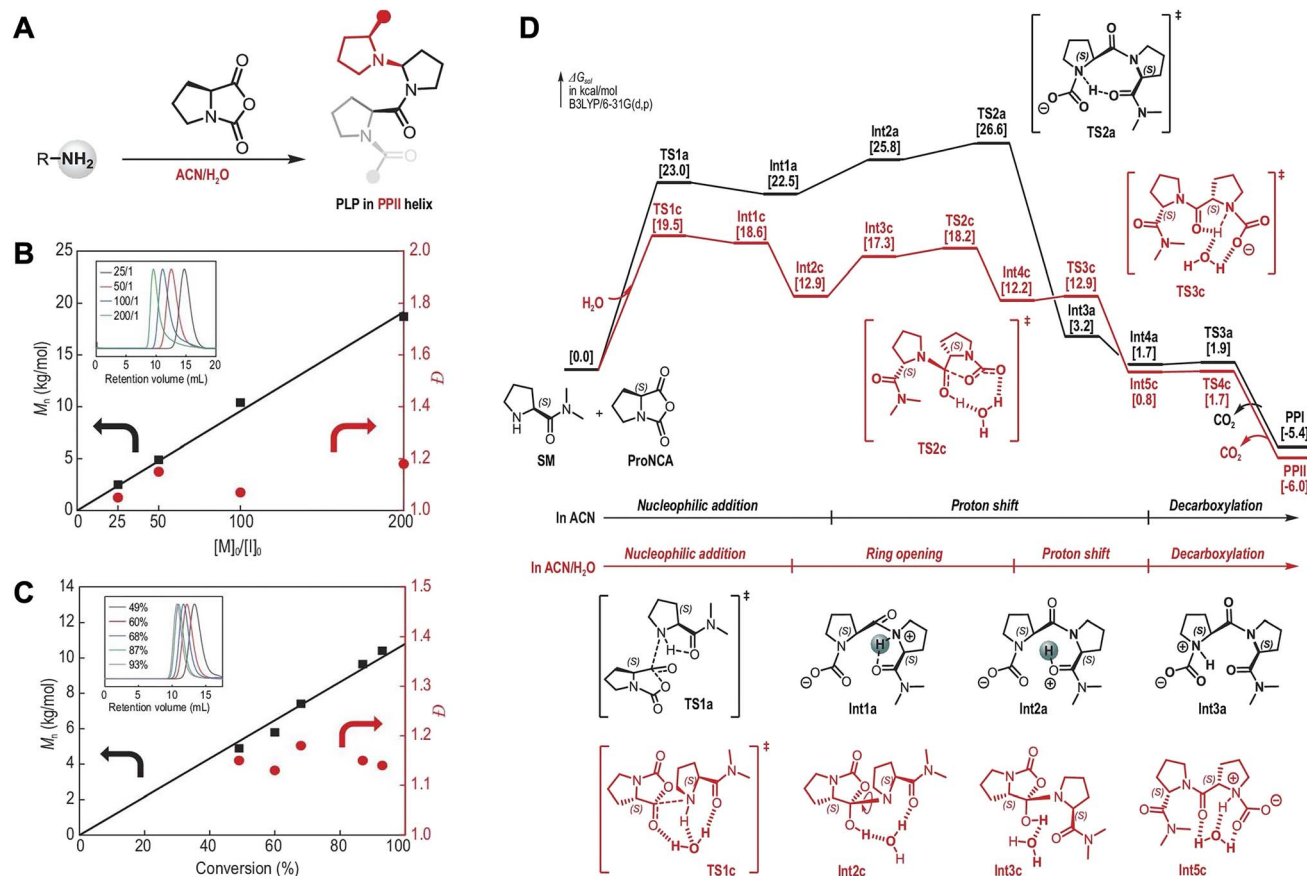 A
R–NH2
ACN/H2O
PLP in PPII helix
B
Mn (kg/mol)
25
20
15
10
5
0
25/1
50/1
100/1
200/1
0 5 10 15 20
Retention volume (mL)
2.0
1.8
1.6
1.4
1.2
1.0
Đ
0 25 50 100 200
[M]0/[I]0
C
Mn (kg/mol)
14
12
10
8
6
4
2
0
49%
60%
68%
87%
93%
0 5 10 15
Retention volume (mL)
1.5
1.4
1.3
1.2
1.1
1.0
Đ
0 20 40 60 80 100
Conversion (%)
D
ΔGsol
in kcal/mol
B3LYP/6-31G(d,p)
[0.0]
H2O
TS1a
[23.0]
Int1a
[22.5]
Int2a
[25.8]
TS2a
[26.6]
Int3a
[3.2]
Int4a
[1.7]
TS3a
[1.9]
CO2
PPI
[-5.4]
TS1c
[19.5]
Int1c
[18.6]
Int2c
[12.9]
Int3c
[17.3]
TS2c
[18.2]
Int4c
[12.2]
TS3c
[12.9]
Int5c
[0.8]
TS4c
[1.7]
CO2
PPII
[-6.0]
TS2a
TS3c
TS2c
SM + ProNCA
In ACN Nucleophilic addition Proton shift Decarboxylation
In ACN/H2O Nucleophilic addition Ring opening Proton shift Decarboxylation
TS1a Int1a Int2a Int3a
TS1c Int2c Int3c Int5c